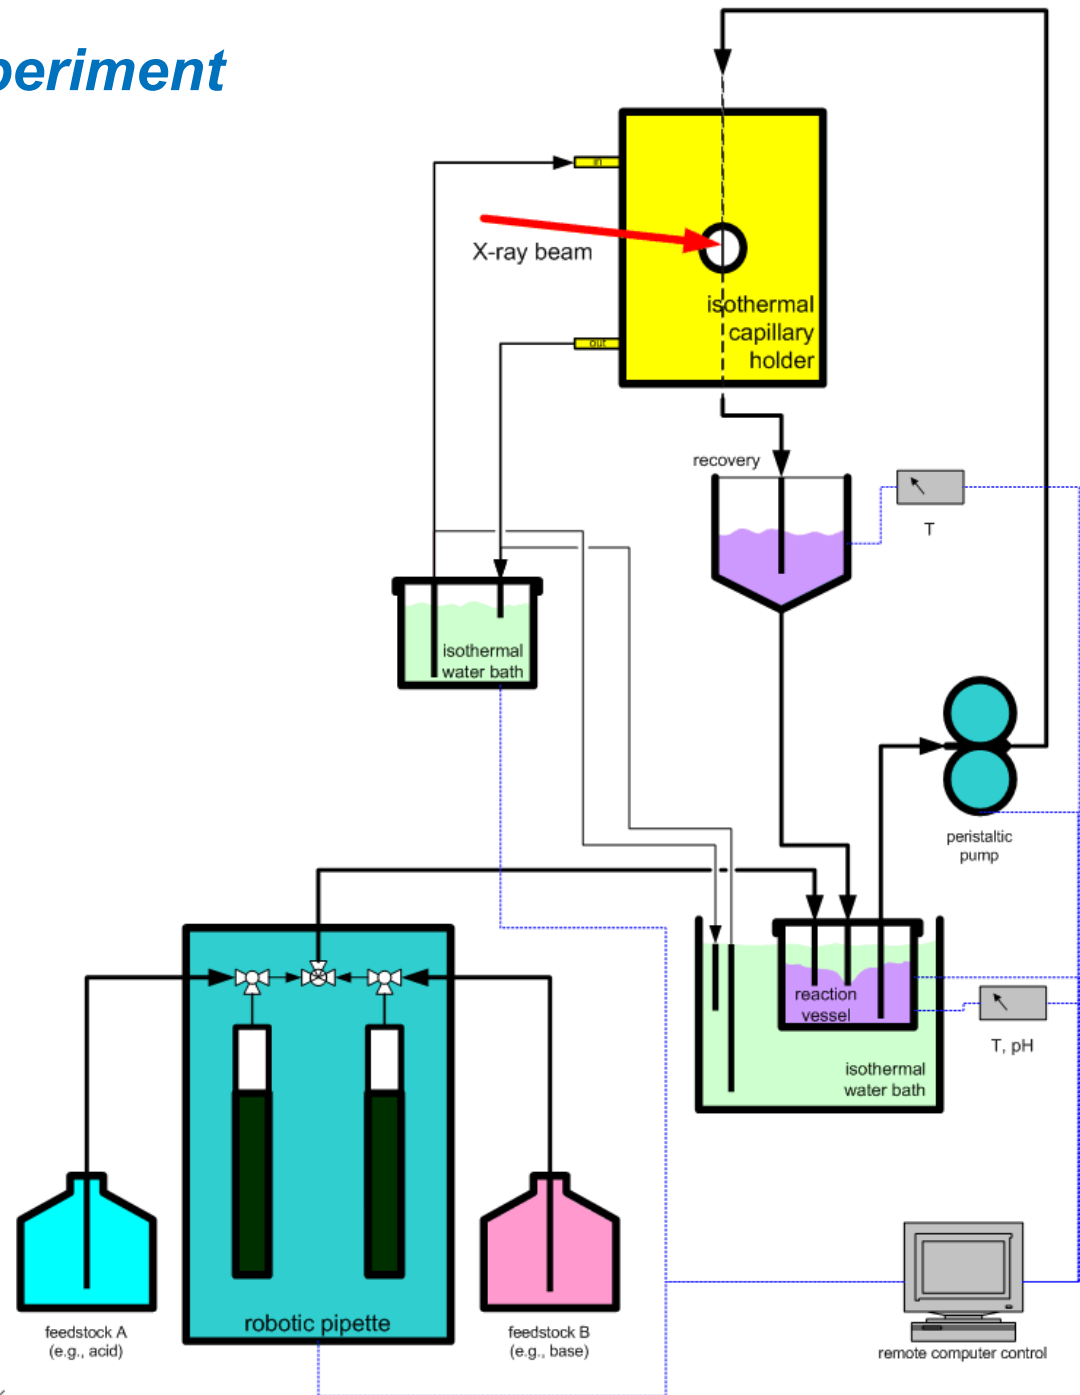 periment
in
X-ray beam
isothermal
capillary
holder
out
recovery
T
isothermal
water bath
peristaltic
pump
reaction
vessel
T, pH
isothermal
water bath
robotic pipette
feedstock A
(e.g., acid)
feedstock B
(e.g., base)
remote computer control